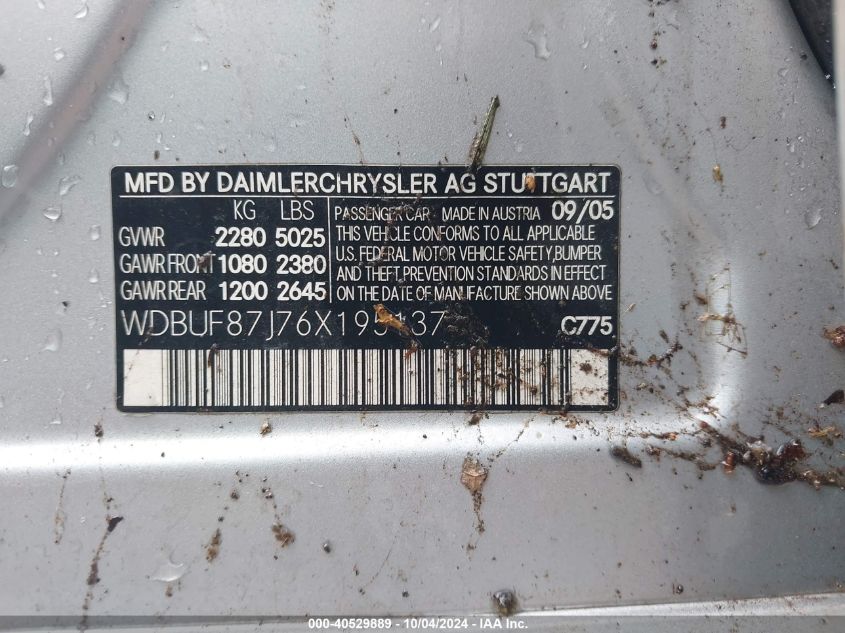 MFD BY DAIMLERCHRYSLER AG STUTTGART
KG LBS
GVWR 2280 5025
GAWR FRONT 1080 2380
GAWR REAR 1200 2645
PASSENGER CAR - MADE IN AUSTRIA 09/05
THIS VEHICLE CONFORMS TO ALL APPLICABLE
U.S. FEDERAL MOTOR VEHICLE SAFETY,BUMPER
AND THEFT PREVENTION STANDARDS IN EFFECT
ON THE DATE OF MANUFACTURE SHOWN ABOVE
WDBUF87J76X195137 C775
000-40529889 - 10/04/2024 - IAA Inc.